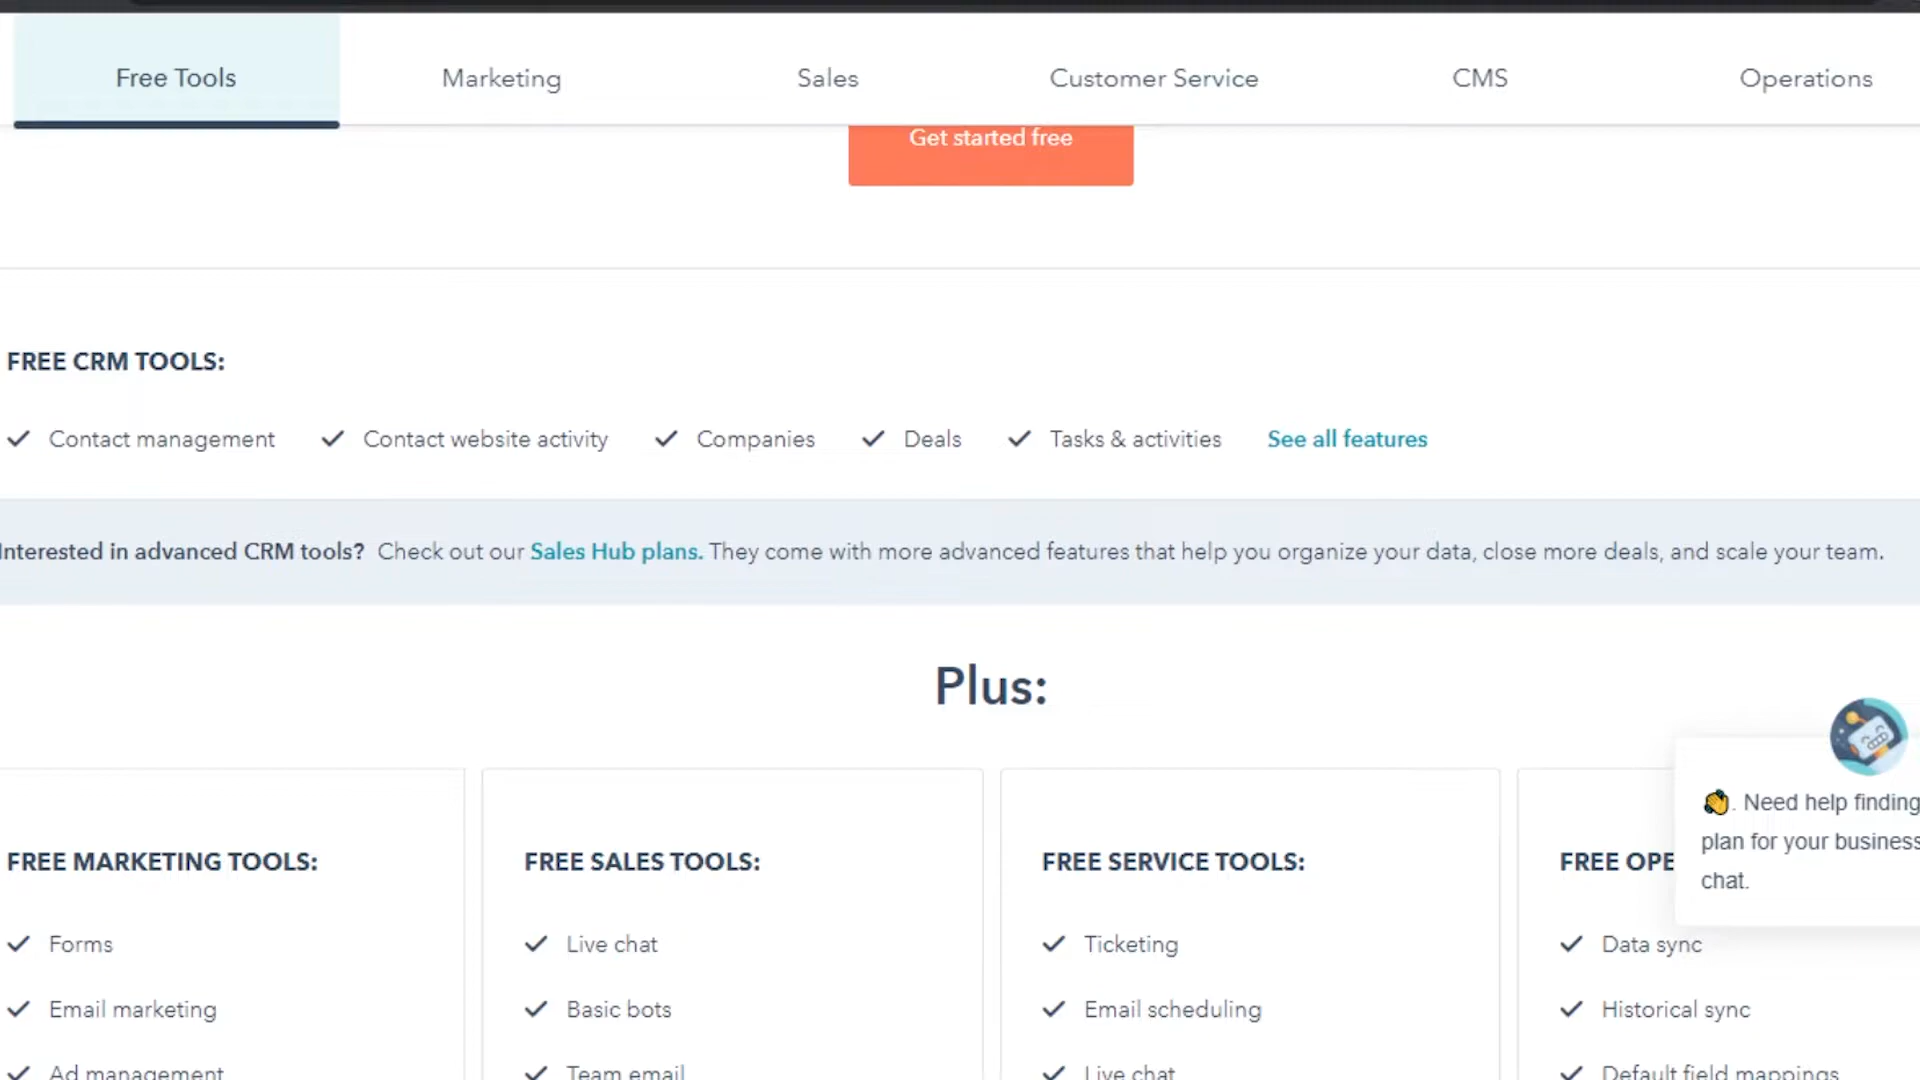 Free Tools Marketing Sales Customer Service CMS Operations
Get started free
FREE CRM TOOLS:
Contact management Contact website activity Companies Deals Tasks & activities See all features
Interested in advanced CRM tools? Check out our Sales Hub plans. They come with more advanced features that help you organize your data, close more deals, and scale your team.
Plus:
FREE MARKETING TOOLS:
Forms
Email marketing
Ad management
FREE SALES TOOLS:
Live chat
Basic bots
Team email
FREE SERVICE TOOLS:
Ticketing
Email scheduling
Live chat
FREE OPE
Data sync
Historical sync
Default field mappings
. Need help finding
plan for your business
chat.